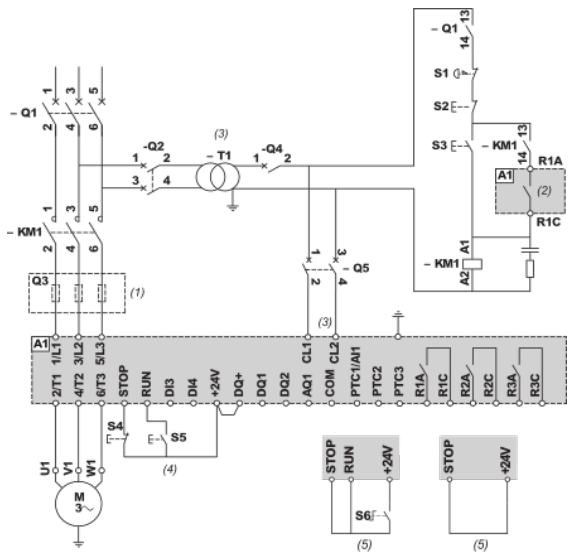 1 3 5
– Q1
2 4 6
-Q2
1 2
3 4
(3)
– T1
-Q4
1 2
– Q1
13
14
S1
S2
S3
13
– KM1
14
R1A
A1
(2)
R1C
A1
– KM1
A2
1 3 5
– KM1
2 4 6
Q3
(1)
1 3
– Q5
2 4
(3)
A1
1/L1 3/L2 5/L3 CL1 CL2
2/T1 4/T2 6/T3 STOP RUN DI3 DI4 +24V DQ+ DQ1 DQ2 AQ1 COM PTC1/AI1 PTC2 PTC3 R1A R1C R2A R2C R3A R3C
S4
S5
(4)
U1 V1 W1
M
3
STOP RUN +24V
S6
(5)
STOP +24V
(5)